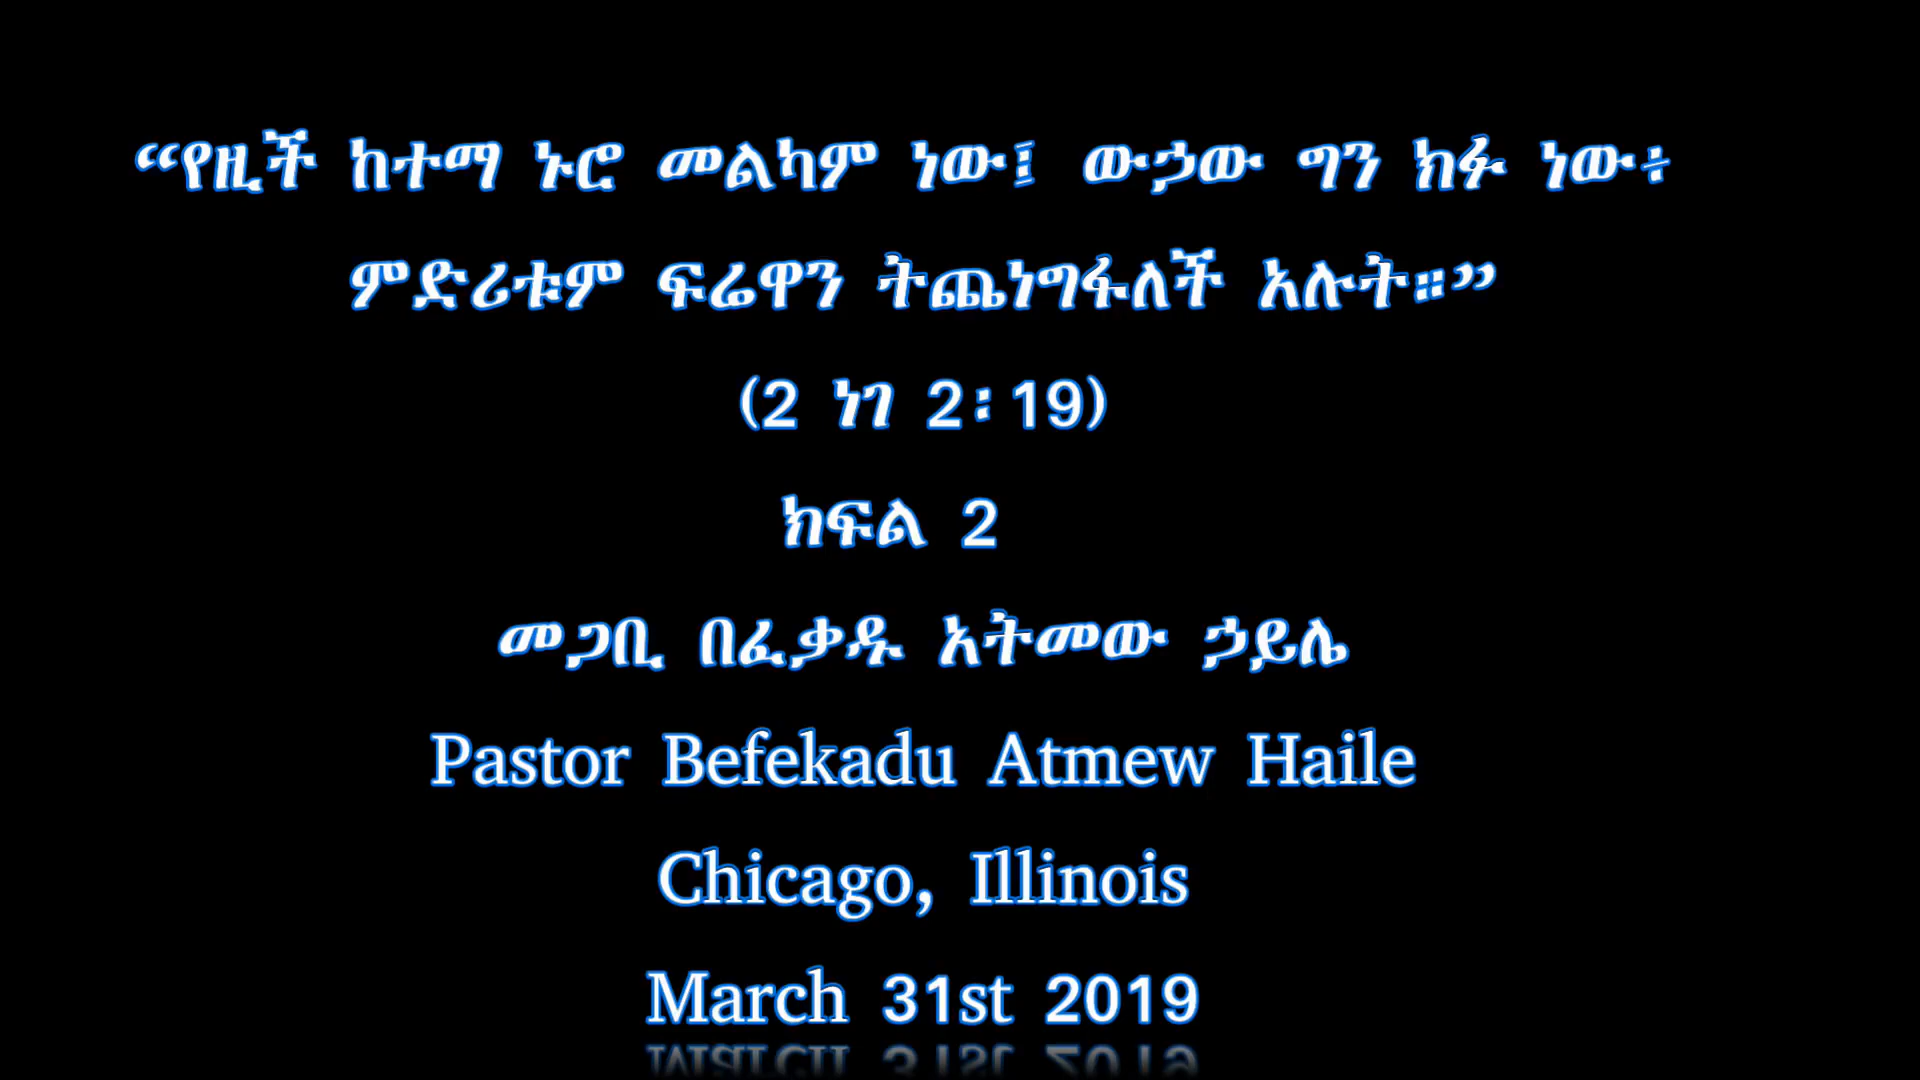 “የዚች ከተማ ኑሮ መልካም ነው፤ ውኃው ግን ክፉ ነው፥
ምድሪቱም ፍሬዋን ትጨነግፋለች አሉት።”
(2 ነገ 2፡19)
ክፍል 2
መጋቢ በፈቃዱ አትመው ኃይሌ
Pastor Befekadu Atmew Haile
Chicago, Illinois
March 31st 2019